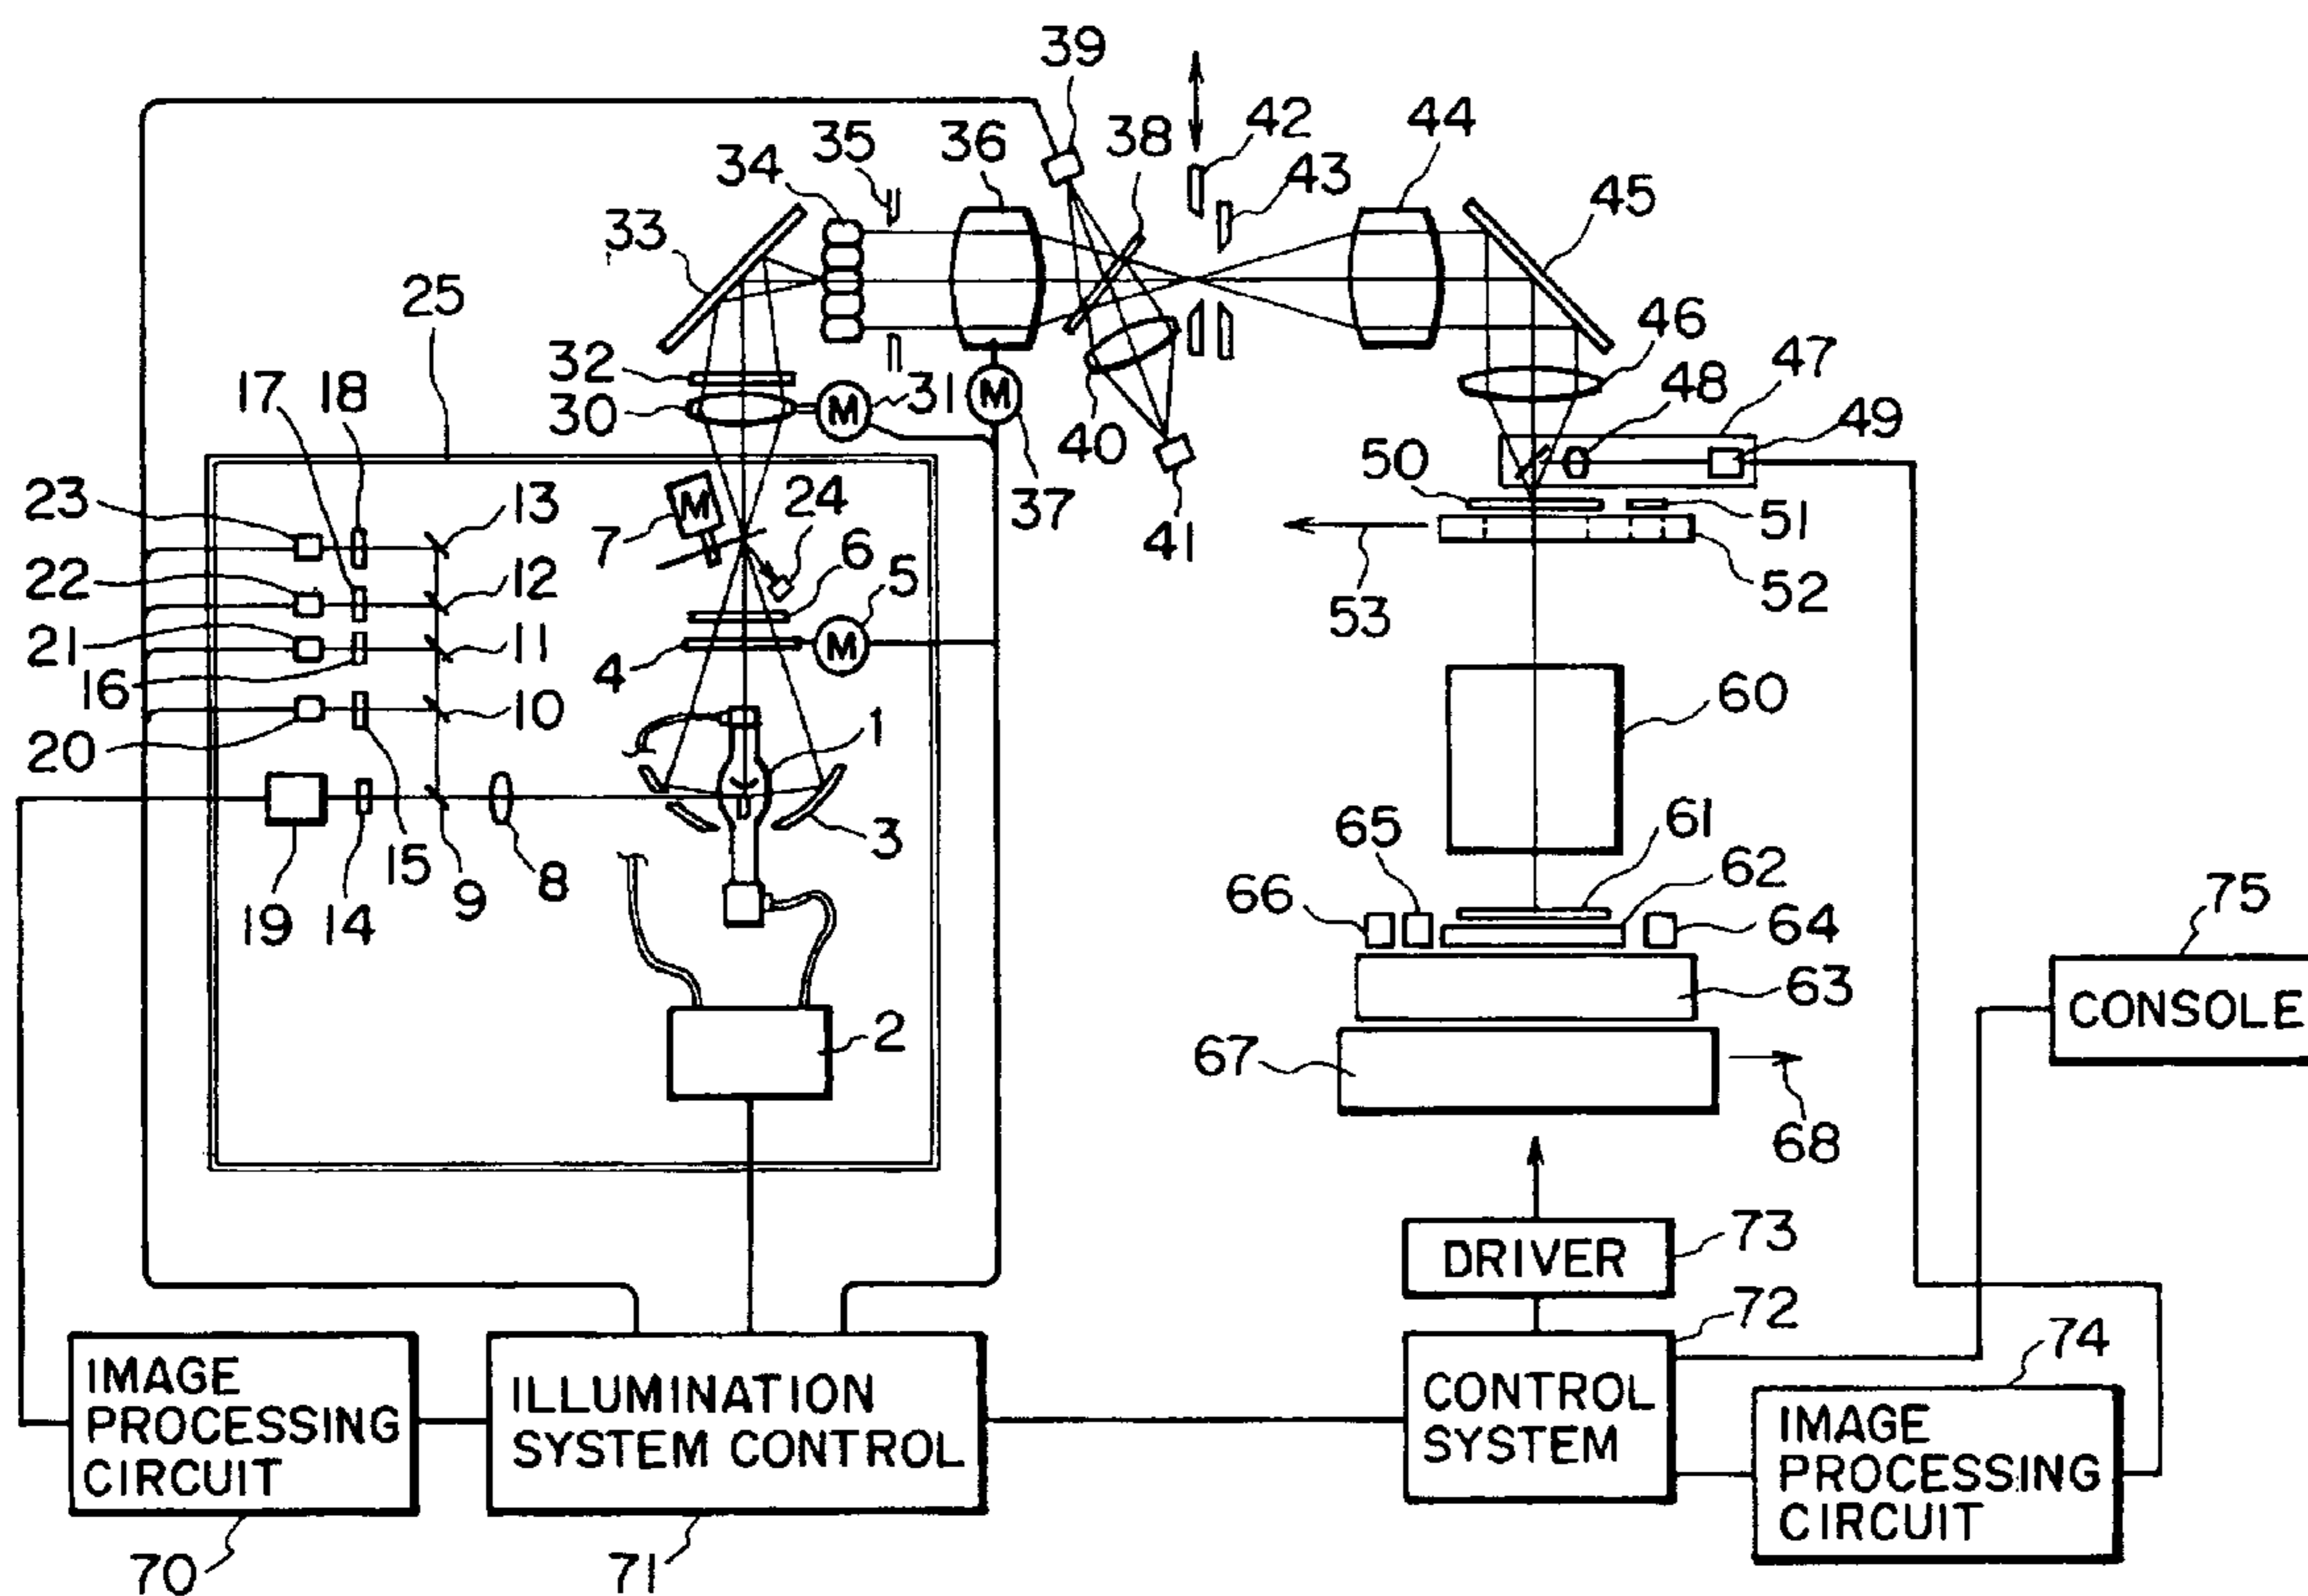 39
35 36 38 42 44
34 43 45
33
25 46
32 47
17 18 30 M 31 M 48 49
40 50
23 13 M 24 37 41 51
7 6 5
22 12 53 52
21 11 4 M
16 10 60
20 1
3 65 61
15 9 8 66 62 75
19 14 64
63 CONSOLE
2 67
68
73
DRIVER
72
74
IMAGE
PROCESSING
CIRCUIT
ILLUMINATION
SYSTEM CONTROL
CONTROL
SYSTEM
IMAGE
PROCESSING
CIRCUIT
70 71